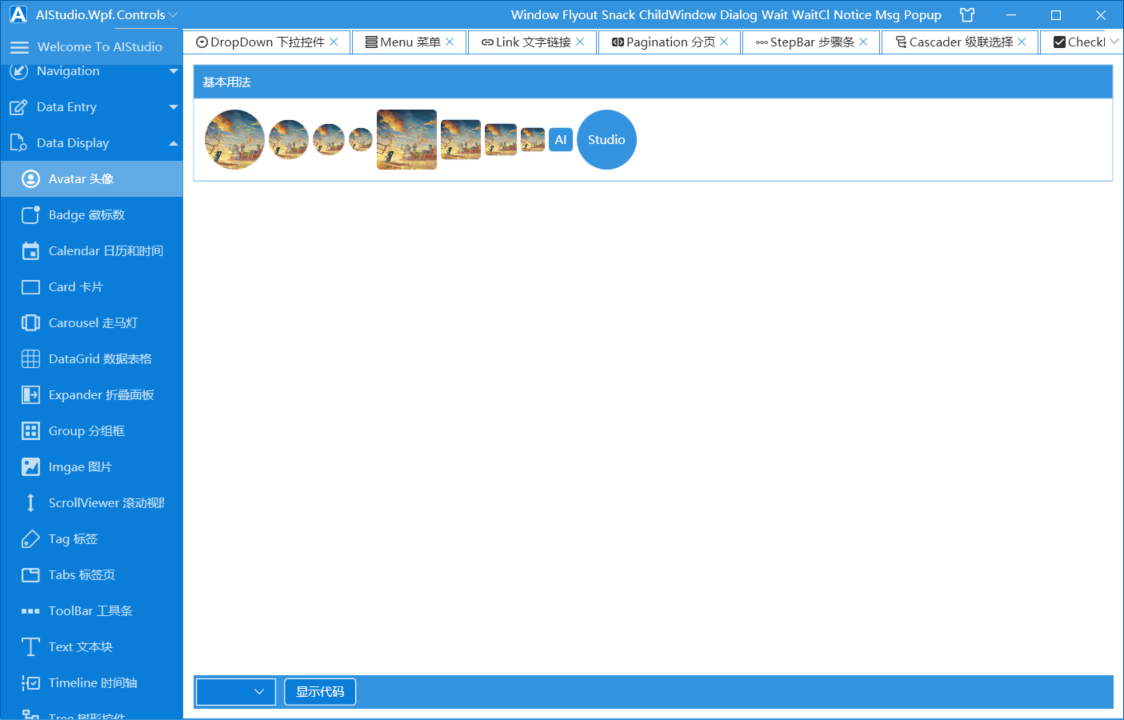 AIStudio.Wpf.Controls
Window Flyout Snack ChildWindow Dialog Wait WaitCl Notice Msg Popup
Welcome To AIStudio
DropDown 下拉控件
Menu 菜单
Link 文字链接
Pagination 分页
StepBar 步骤条
Cascader 级联选择
Navigation
Data Entry
Data Display
Avatar 头像
Badge 徽标数
Calendar 日历和时间
Card 卡片
Carousel 走马灯
DataGrid 数据表格
Expander 折叠面板
Group 分组框
Imgae 图片
ScrollViewer 滚动视
Tag 标签
Tabs 标签页
ToolBar 工具条
Text 文本块
Timeline 时间轴
Tree 树形控件
基本用法
AI
Studio
显示代码